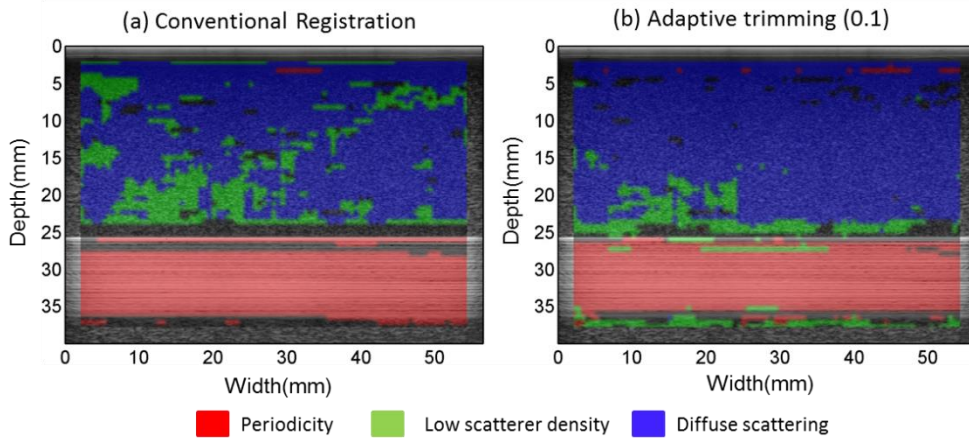 (a) Conventional Registration
(b) Adaptive trimming (0.1)
0
5
10
15
20
25
30
35
Depth(mm)
0 10 20 30 40 50
Width(mm)
0
5
10
15
20
25
30
35
Depth(mm)
0 10 20 30 40 50
Width(mm)
Periodicity
Low scatterer density
Diffuse scattering